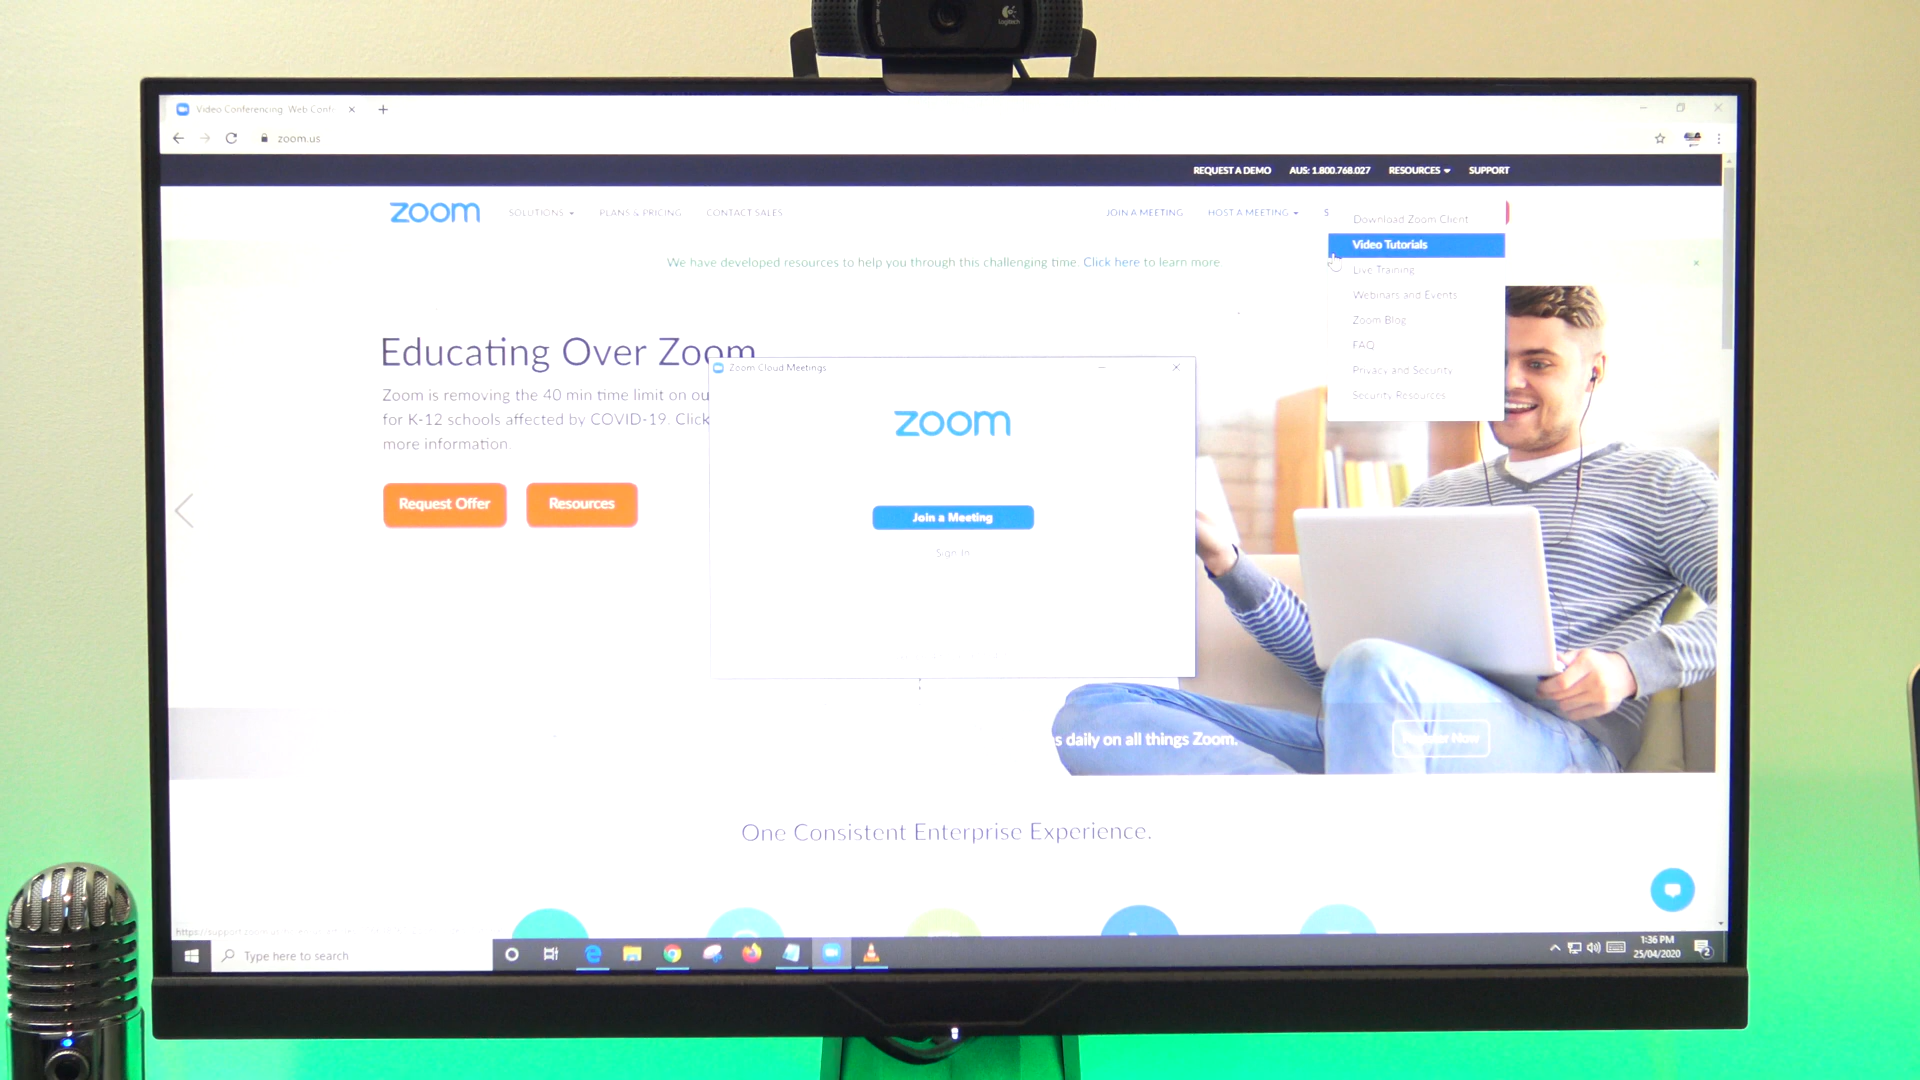 Logitech
Video Conferencing, Web Conf
zoom.us
REQUEST A DEMO AUS: 1.800.768.027 RESOURCES SUPPORT
zoom SOLUTIONS PLANS & PRICING CONTACT SALES JOIN A MEETING HOST A MEETING S
Download Zoom Client
Video Tutorials
Live Training
Webinars and Events
Zoom Blog
FAQ
Privacy and Security
Security Resources
We have developed resources to help you through this challenging time. Click here to learn more
Educating Over Zoom
Zoom is removing the 40 min time limit on ou
for K-12 schools affected by COVID-19. Click
more information.
Request Offer Resources
Zoom Cloud Meetings
zoom
Join a Meeting
Sign In
s daily on all things Zoom.
Register Now
One Consistent Enterprise Experience.
Type here to search
1:36 PM
25/04/2020
2